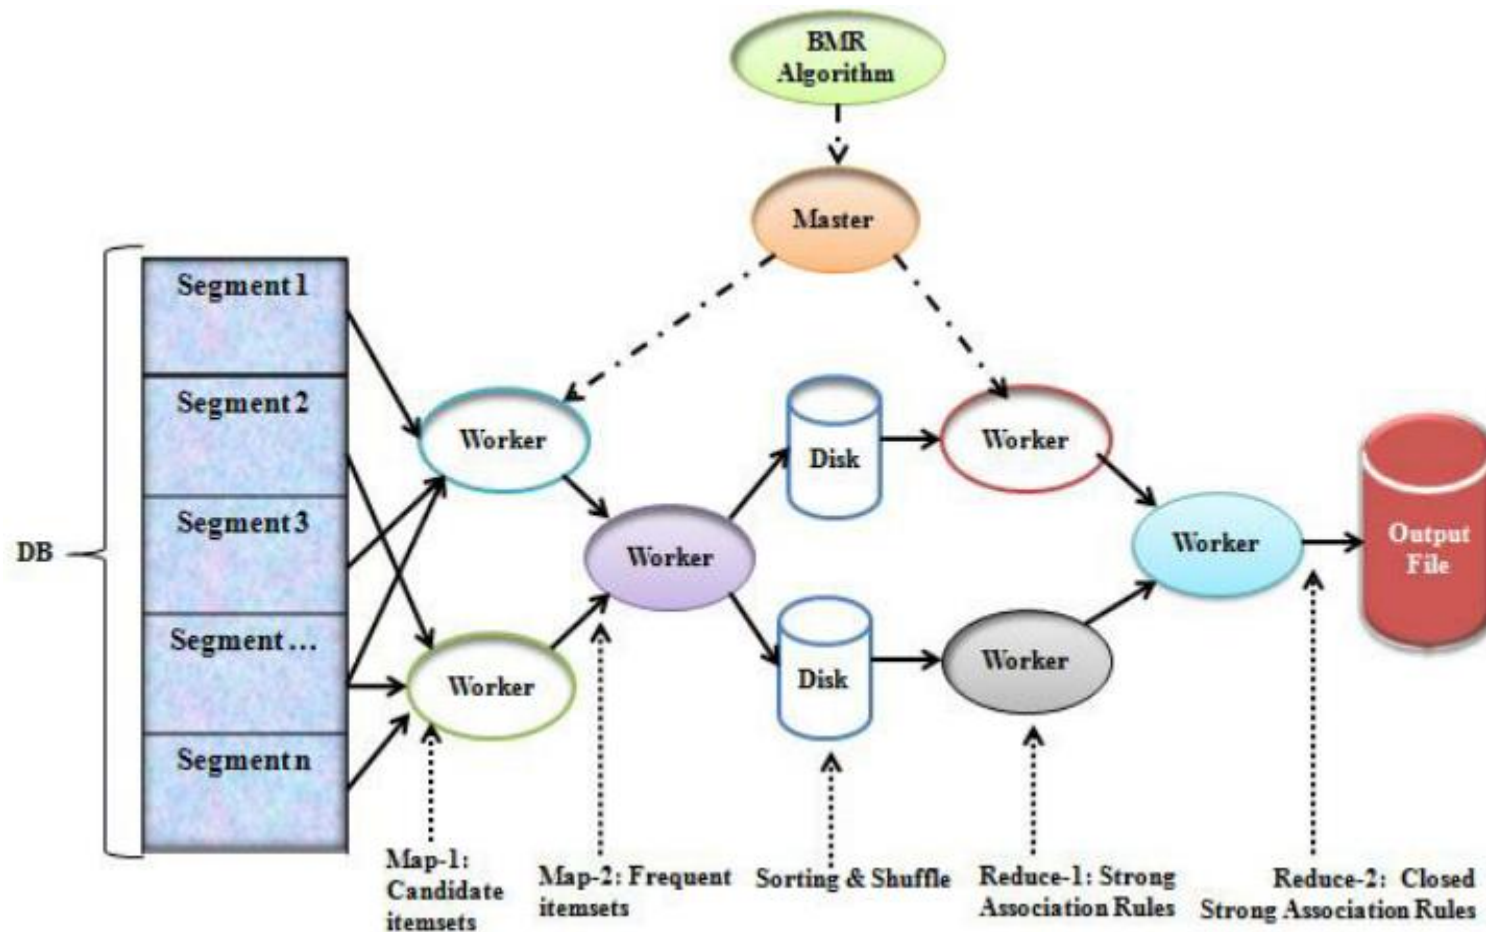 BMR
Algorithm
Master
Segment 1
Segment 2
Segment 3
Segment ...
Segment n
DB
Worker
Worker
Worker
Disk
Disk
Worker
Worker
Worker
Output
File
Map-1:
Candidate
itemsets
Map-2: Frequent
itemsets
Sorting & Shuffle
Reduce-1: Strong
Association Rules
Reduce-2: Closed
Strong Association Rules